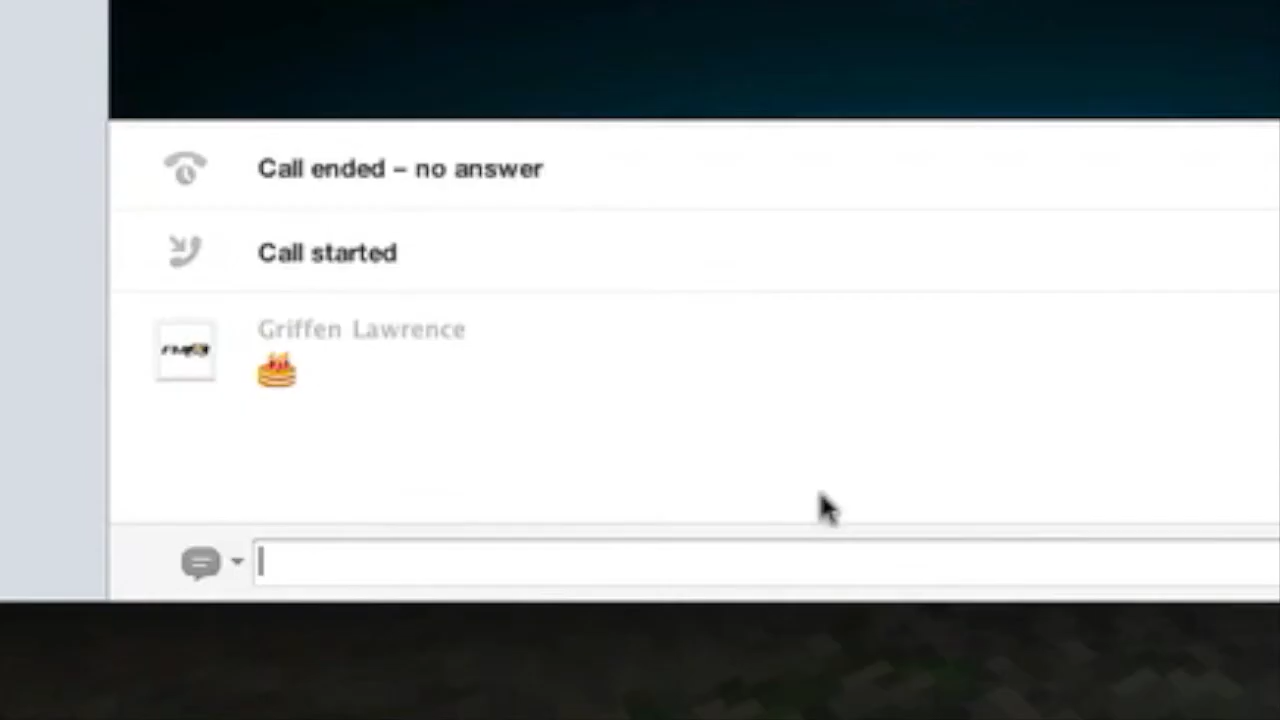 Call ended – no answer
Call started
Griffen Lawrence